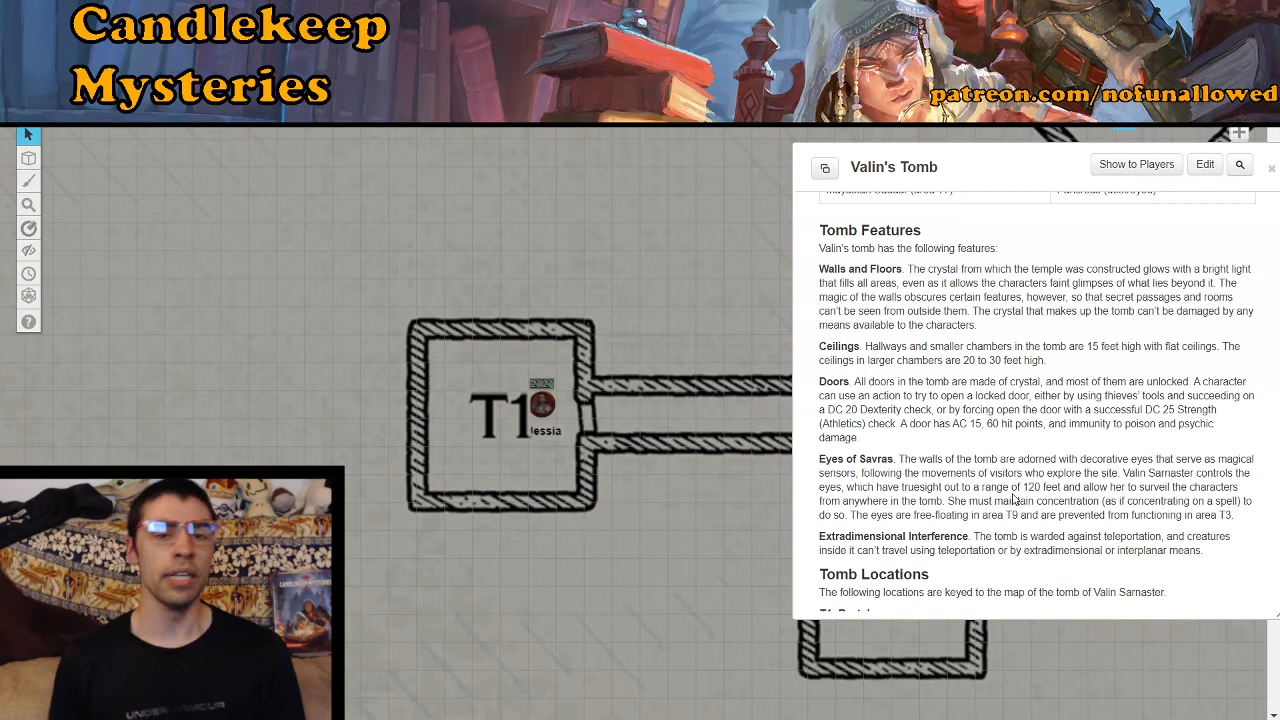 Candlekeep
Mysteries
patreon.com/nofunallowed
Valin's Tomb
Show to Players
Edit
Tomb Features
Valin's tomb has the following features:
Walls and Floors. The crystal from which the temple was constructed glows with a bright light
that fills all areas, even as it allows the characters faint glimpses of what lies beyond it. The
magic of the walls obscures certain features, however, so that secret passages and rooms
can't be seen from outside them. The crystal that makes up the tomb can't be damaged by any
means available to the characters.
Ceilings. Hallways and smaller chambers in the tomb are 15 feet high with flat ceilings. The
ceilings in larger chambers are 20 to 30 feet high.
Doors. All doors in the tomb are made of crystal, and most of them are unlocked. A character
can use an action to try to open a locked door, either by using thieves' tools and succeeding on
a DC 20 Dexterity check, or by forcing open the door with a successful DC 25 Strength
(Athletics) check. A door has AC 15, 60 hit points, and immunity to poison and psychic
damage.
Eyes of Savras. The walls of the tomb are adorned with decorative eyes that serve as magical
sensors, following the movements of visitors who explore the site. Valin Sarnaster controls the
eyes, which have truesight out to a range of 120 feet and allow her to surveil the characters
from anywhere in the tomb. She must maintain concentration (as if concentrating on a spell) to
do so. The eyes are free-floating in area T9 and are prevented from functioning in area T3.
Extradimensional Interference. The tomb is warded against teleportation, and creatures
inside it can't travel using teleportation or by extradimensional or interplanar means.
Tomb Locations
The following locations are keyed to the map of the tomb of Valin Sarnaster.
T1
27/27
lessia
CANDLEKEEP
MYSTERIES
UNDER ARMOUR